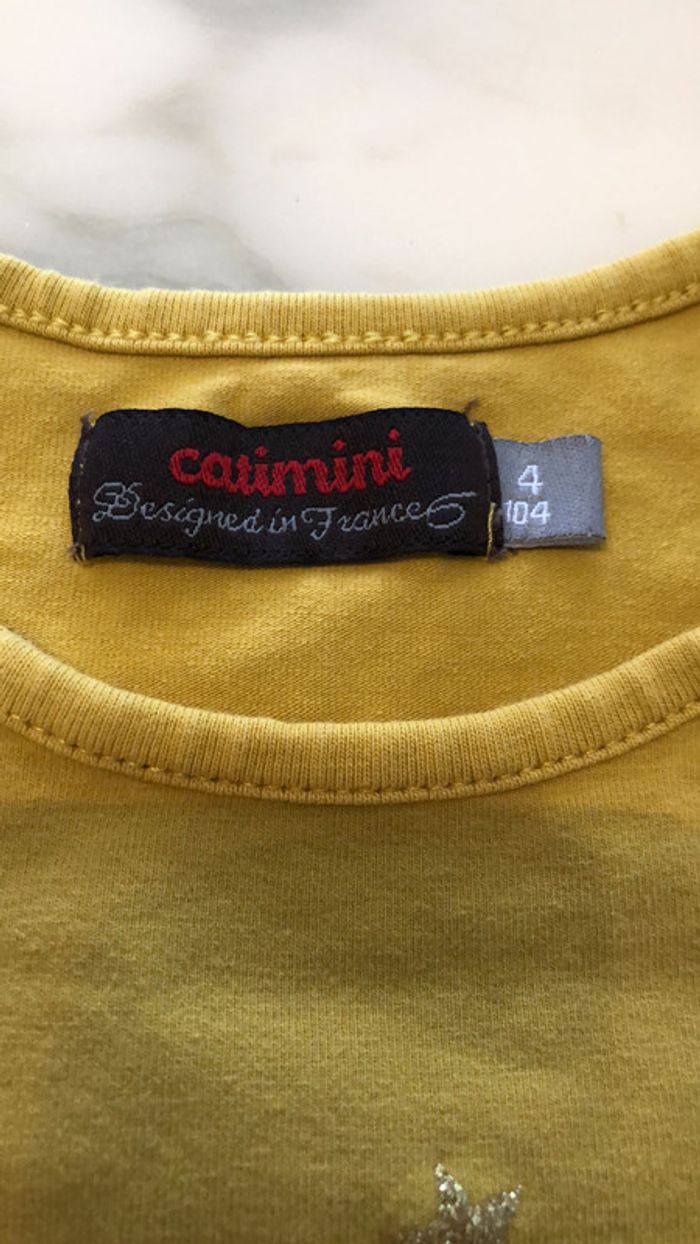 catimini
Designed in France
4
104